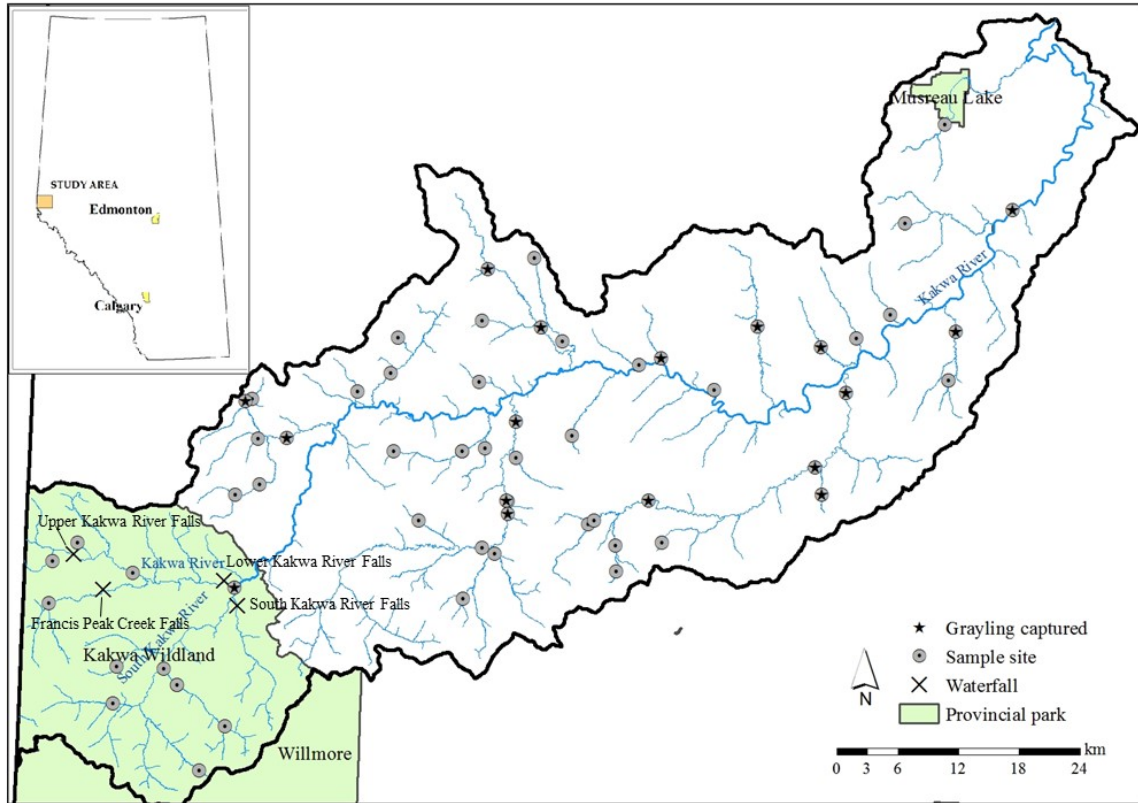 STUDY AREA
Edmonton
Calgary
Musreau Lake
Kakwa River
Upper Kakwa River Falls
Kakwa River
Lower Kakwa River Falls
South Kakwa River Falls
Francis Peak Creek Falls
South Kakwa River
Kakwa Wildland
Willmore
Grayling captured
Sample site
Waterfall
Provincial park
N
km
0 3 6 12 18 24